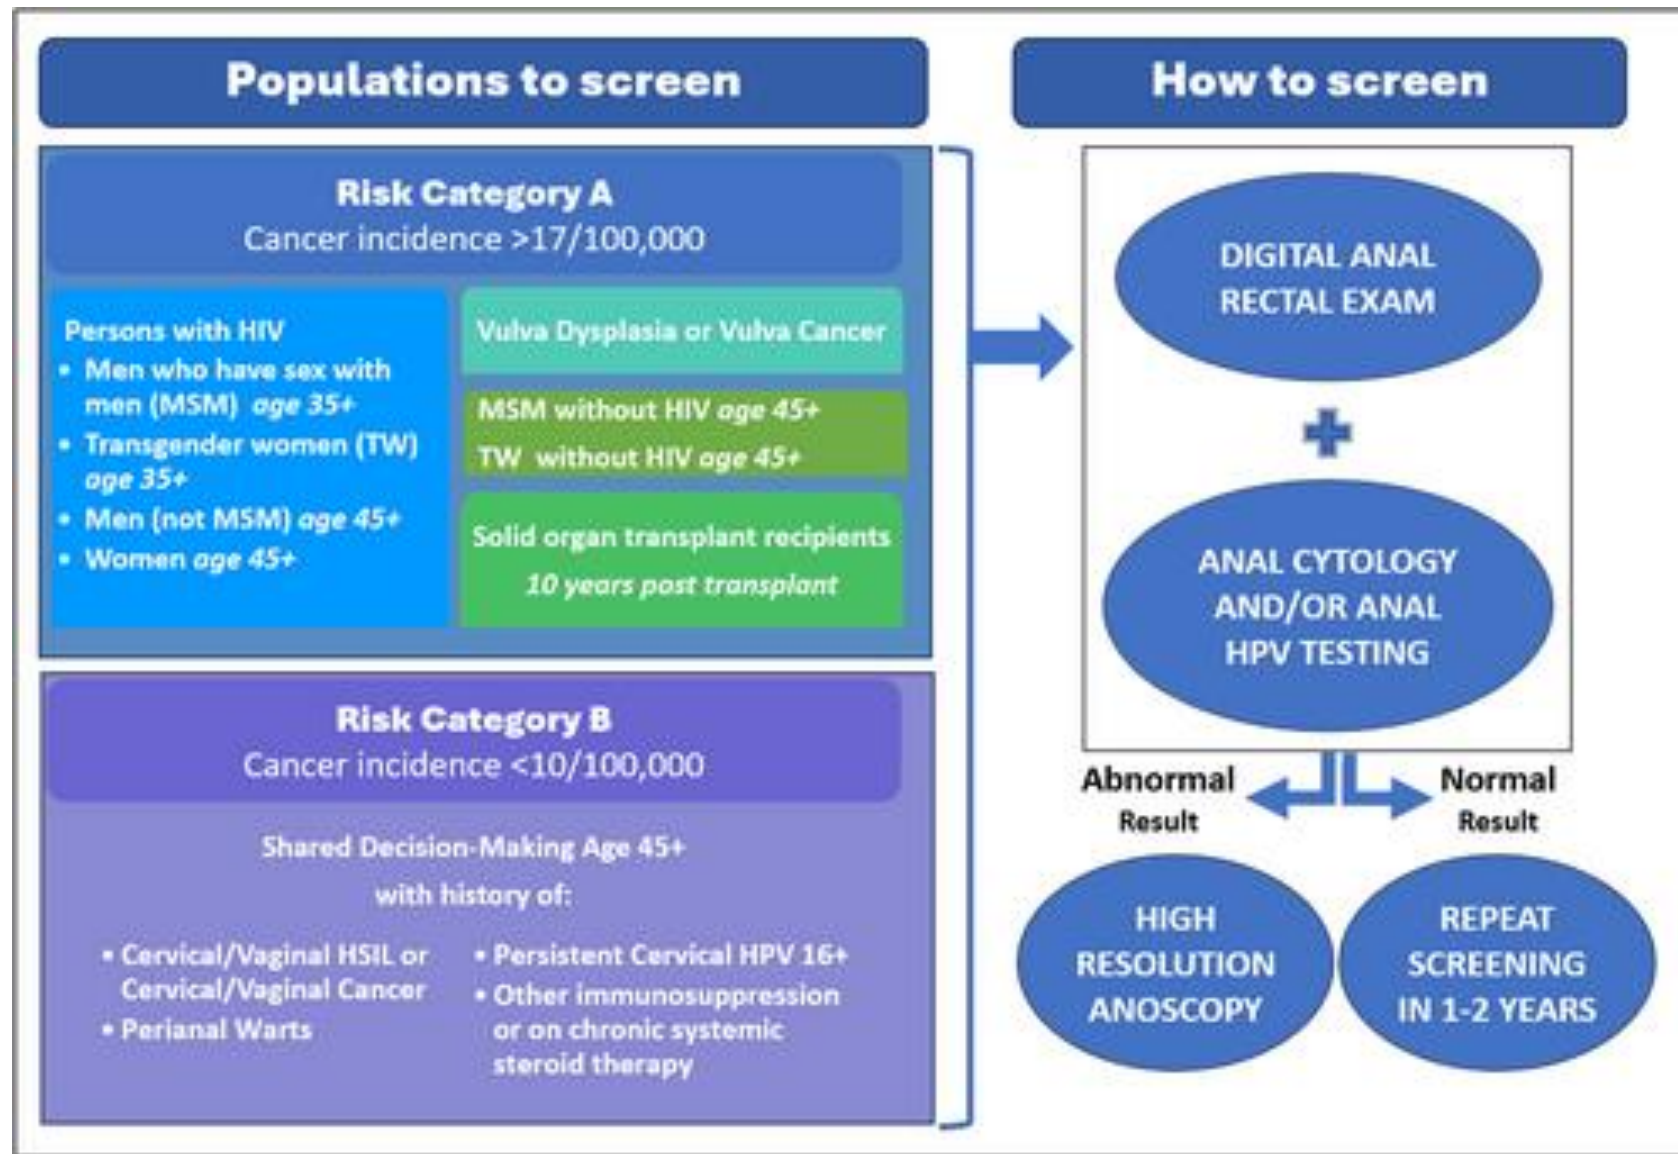 Populations to screen
Risk Category A
Cancer incidence >17/100,000
Persons with HIV
• Men who have sex with
men (MSM) age 35+
• Transgender women (TW)
age 35+
• Men (not MSM) age 45+
• Women age 45+
Vulva Dysplasia or Vulva Cancer
MSM without HIV age 45+
TW without HIV age 45+
Solid organ transplant recipients
10 years post transplant
Risk Category B
Cancer incidence <10/100,000
Shared Decision-Making Age 45+
with history of:
• Cervical/Vaginal HSIL or
Cervical/Vaginal Cancer
• Perianal Warts
• Persistent Cervical HPV 16+
• Other immunosuppression
or on chronic systemic
steroid therapy
How to screen
DIGITAL ANAL
RECTAL EXAM
ANAL CYTOLOGY
AND/OR ANAL
HPV TESTING
Abnormal
Result
Normal
Result
HIGH
RESOLUTION
ANOSCOPY
REPEAT
SCREENING
IN 1-2 YEARS